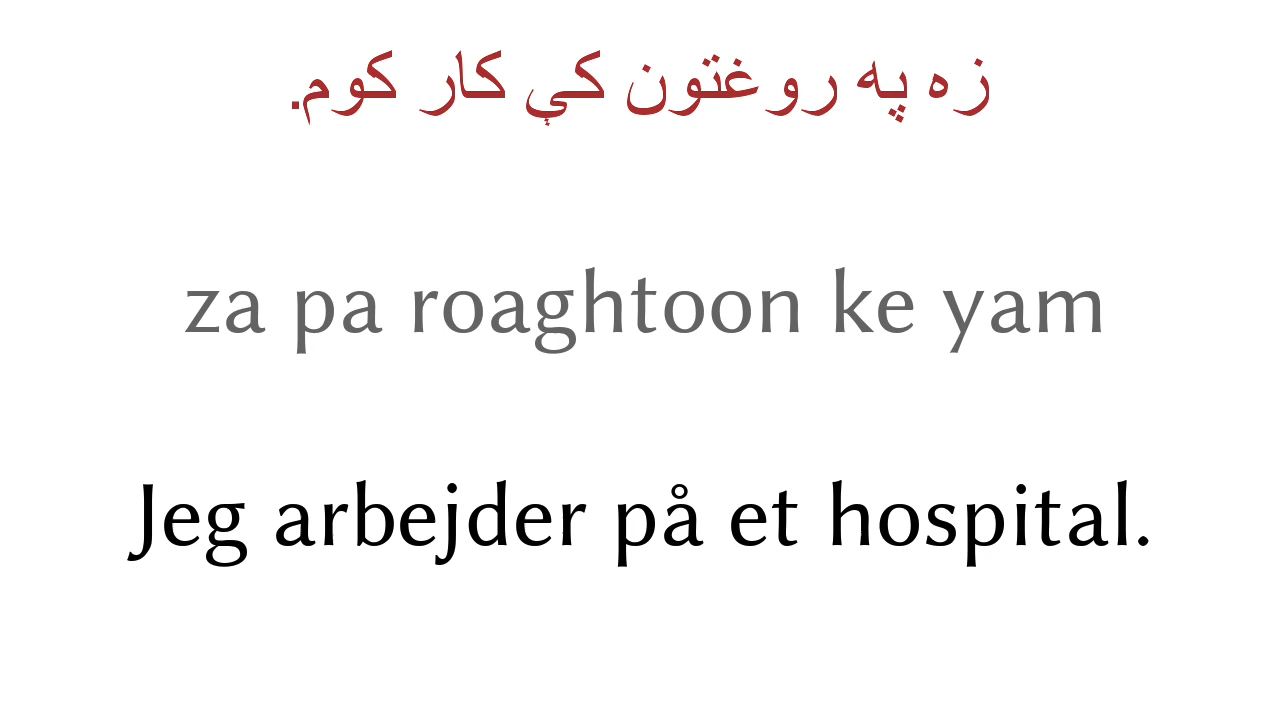 زه په روغتون کې کار کوم.
za pa roaghtoon ke yam
Jeg arbejder på et hospital.